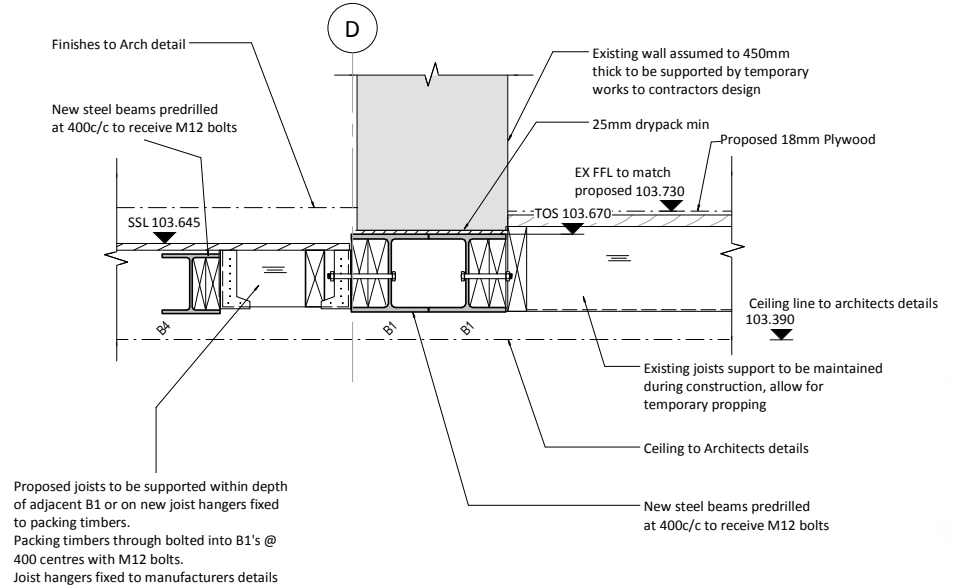 D
Finishes to Arch detail
Existing wall assumed to 450mm
thick to be supported by temporary
works to contractors design
New steel beams predrilled
at 400c/c to receive M12 bolts
25mm drypack min
Proposed 18mm Plywood
EX FFL to match
proposed 103.730
SSL 103.645
TOS 103.670
Ceiling line to architects details
103.390
B4
B1
B1
Existing joists support to be maintained
during construction, allow for
temporary propping
Ceiling to Architects details
Proposed joists to be supported within depth
of adjacent B1 or on new joist hangers fixed
to packing timbers.
Packing timbers through bolted into B1's @
400 centres with M12 bolts.
Joist hangers fixed to manufacturers details
New steel beams predrilled
at 400c/c to receive M12 bolts